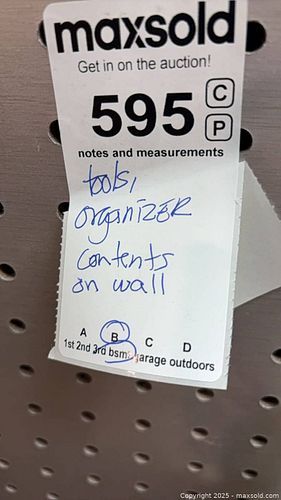 maxsold
Get in on the auction!
595 C P
notes and measurements
tools,
ORGANIZER
contents
on wall
A B C D
1st 2nd 3rd bsmt garage outdoors
Copyright 2025 - maxsold.com